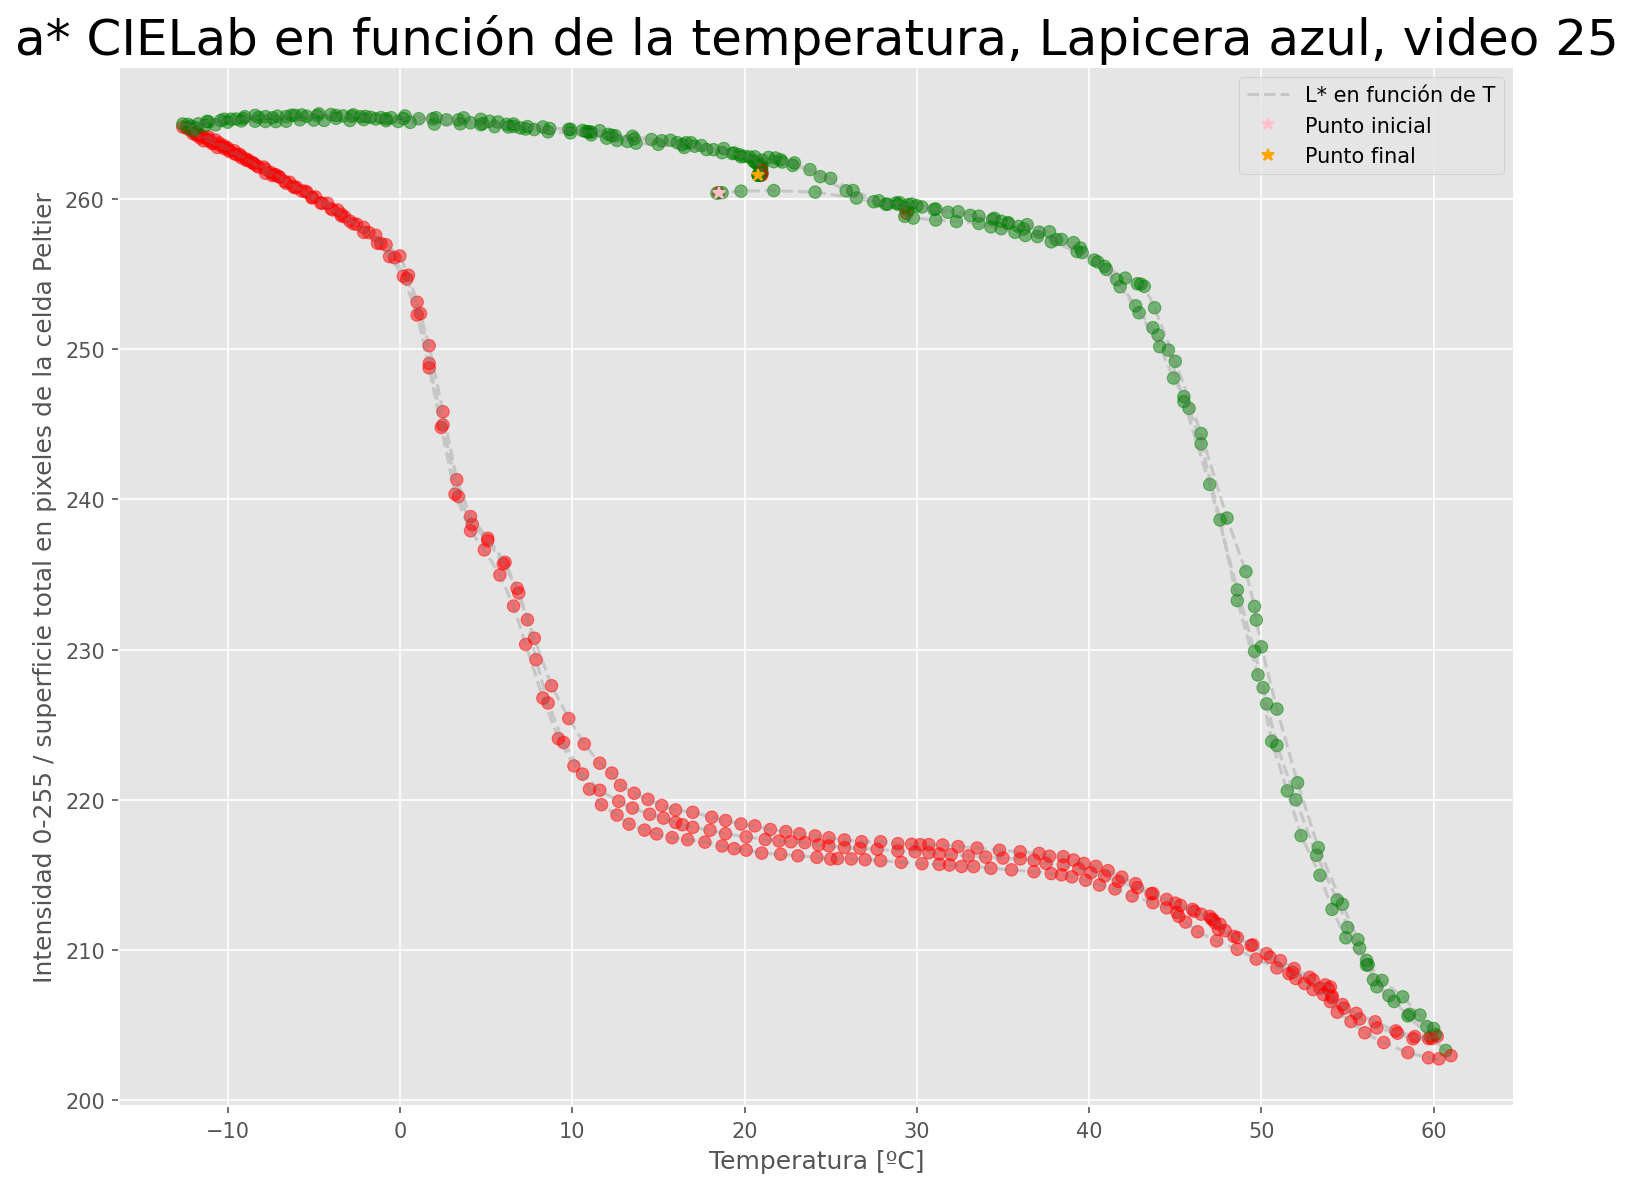 a* CIELab en función de la temperatura, Lapicera azul, video 25
L* en función de T
Punto inicial
Punto final
Intensidad 0-255 / superficie total en pixeles de la celda Peltier
260
250
240
230
220
210
200
−10
0
10
20
30
40
50
60
Temperatura [ºC]